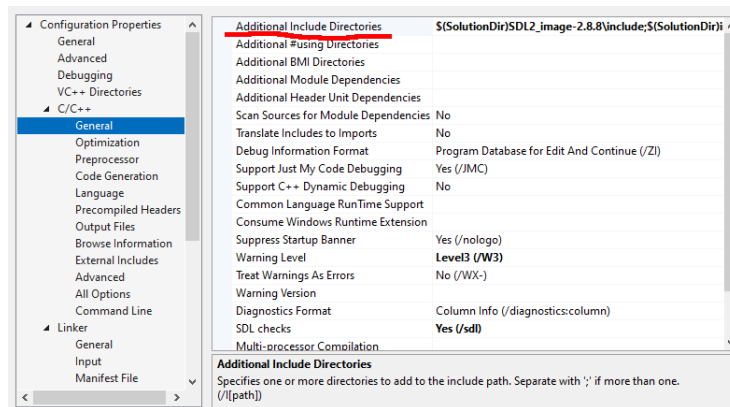 Configuration Properties
General
Advanced
Debugging
VC++ Directories
C/C++
General
Optimization
Preprocessor
Code Generation
Language
Precompiled Headers
Output Files
Browse Information
External Includes
Advanced
All Options
Command Line
Linker
General
Input
Manifest File
Additional Include Directories $(SolutionDir)SDL2_image-2.8.8\include;$(SolutionDir)i
Additional #using Directories
Additional BMI Directories
Additional Module Dependencies
Additional Header Unit Dependencies
Scan Sources for Module Dependencies No
Translate Includes to Imports No
Debug Information Format Program Database for Edit And Continue (/ZI)
Support Just My Code Debugging Yes (/JMC)
Support C++ Dynamic Debugging No
Common Language RunTime Support
Consume Windows Runtime Extension
Suppress Startup Banner Yes (/nologo)
Warning Level Level3 (/W3)
Treat Warnings As Errors No (/WX-)
Warning Version
Diagnostics Format Column Info (/diagnostics:column)
SDL checks Yes (/sdl)
Multi-processor Compilation
Additional Include Directories
Specifies one or more directories to add to the include path. Separate with ';' if more than one.
(/I[path])